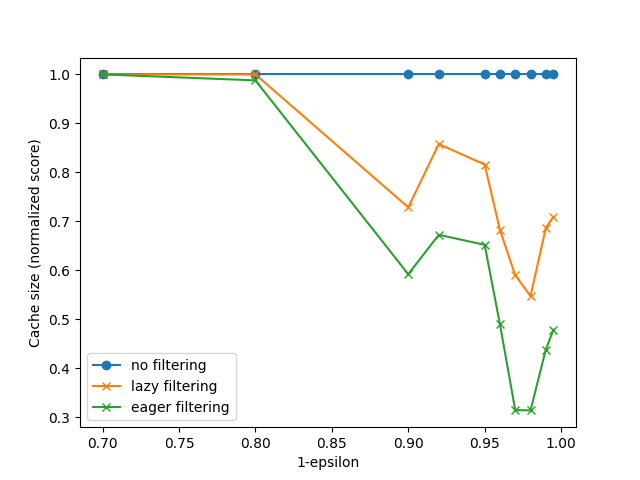 Cache size (normalized score)
1.0
0.9
0.8
0.7
0.6
0.5
0.4
0.3
no filtering
lazy filtering
eager filtering
0.70 0.75 0.80 0.85 0.90 0.95 1.00
1-epsilon